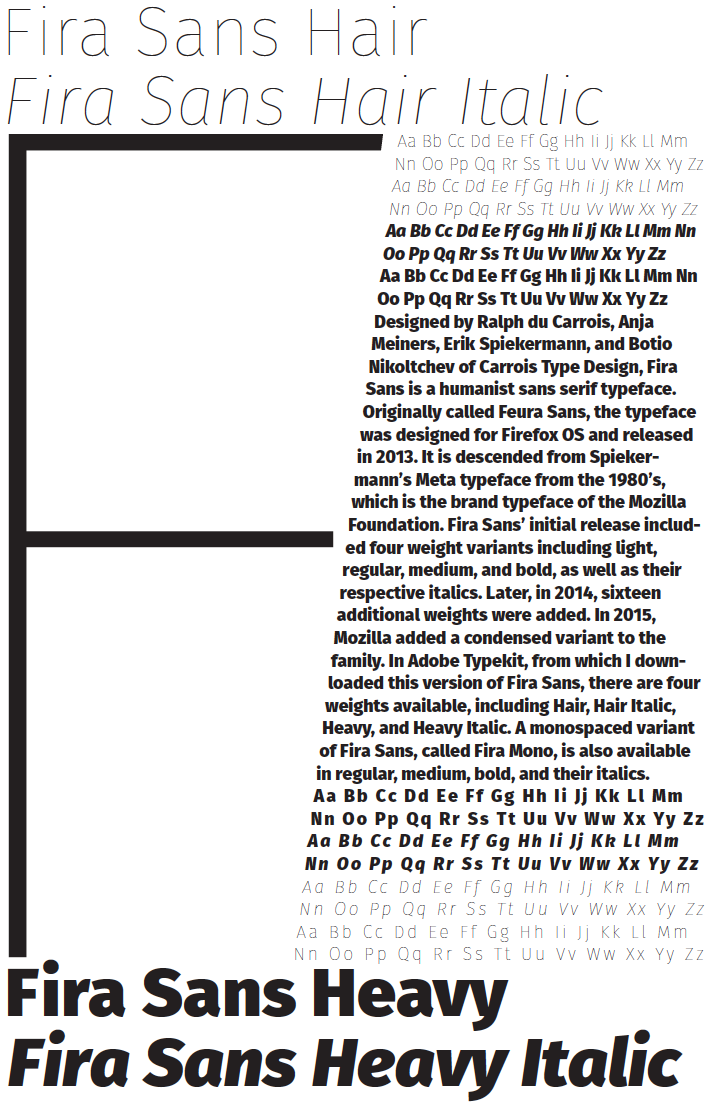 Fira Sans Hair
Fira Sans Hair Italic
F
Aa Bb Cc Dd Ee Ff Gg Hh Ii Jj Kk Ll Mm
Nn Oo Pp Qq Rr Ss Tt Uu Vv Ww Xx Yy Zz
Aa Bb Cc Dd Ee Ff Gg Hh Ii Jj Kk Ll Mm
Nn Oo Pp Qq Rr Ss Tt Uu Vv Ww Xx Yy Zz
Aa Bb Cc Dd Ee Ff Gg Hh Ii Jj Kk Ll Mm Nn
Oo Pp Qq Rr Ss Tt Uu Vv Ww Xx Yy Zz
Aa Bb Cc Dd Ee Ff Gg Hh Ii Jj Kk Ll Mm Nn
Oo Pp Qq Rr Ss Tt Uu Vv Ww Xx Yy Zz
Designed by Ralph du Carrois, Anja
Meiners, Erik Spiekermann, and Botio
Nikoltchev of Carrois Type Design, Fira
Sans is a humanist sans serif typeface.
Originally called Feura Sans, the typeface
was designed for Firefox OS and released
in 2013. It is descended from Spieker-
mann’s Meta typeface from the 1980’s,
which is the brand typeface of the Mozilla
Foundation. Fira Sans’ initial release includ-
ed four weight variants including light,
regular, medium, and bold, as well as their
respective italics. Later, in 2014, sixteen
additional weights were added. In 2015,
Mozilla added a condensed variant to the
family. In Adobe Typekit, from which I down-
loaded this version of Fira Sans, there are four
weights available, including Hair, Hair Italic,
Heavy, and Heavy Italic. A monospaced variant
of Fira Sans, called Fira Mono, is also available
in regular, medium, bold, and their italics.
Aa Bb Cc Dd Ee Ff Gg Hh Ii Jj Kk Ll Mm
Nn Oo Pp Qq Rr Ss Tt Uu Vv Ww Xx Yy Zz
Aa Bb Cc Dd Ee Ff Gg Hh Ii Jj Kk Ll Mm
Nn Oo Pp Qq Rr Ss Tt Uu Vv Ww Xx Yy Zz
Aa Bb Cc Dd Ee Ff Gg Hh Ii Jj Kk Ll Mm
Nn Oo Pp Qq Rr Ss Tt Uu Vv Ww Xx Yy Zz
Aa Bb Cc Dd Ee Ff Gg Hh Ii Jj Kk Ll Mm
Nn Oo Pp Qq Rr Ss Tt Uu Vv Ww Xx Yy Zz
Fira Sans Heavy
Fira Sans Heavy Italic